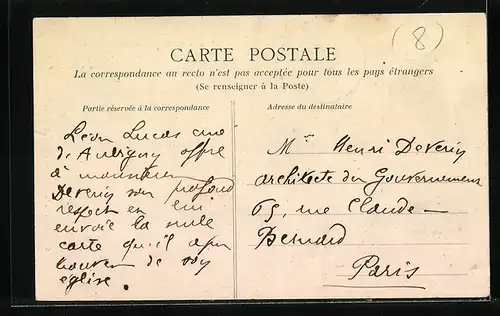 (8)
CARTE POSTALE
La correspondance au recto n'est pas acceptée pour tous les pays étrangers
(Se renseigner à la Poste)
Partie réservée à la correspondance
Adresse du destinataire
Léon Lucas curé
d'Aubigny offre
à monsieur
Deverin son profond
respect et lui
envoie la seule
carte qu'il a pu
trouver de son
église.
Mr Henri Deverin
architecte du Gouvernement
65, rue Claude-
Bernard
Paris